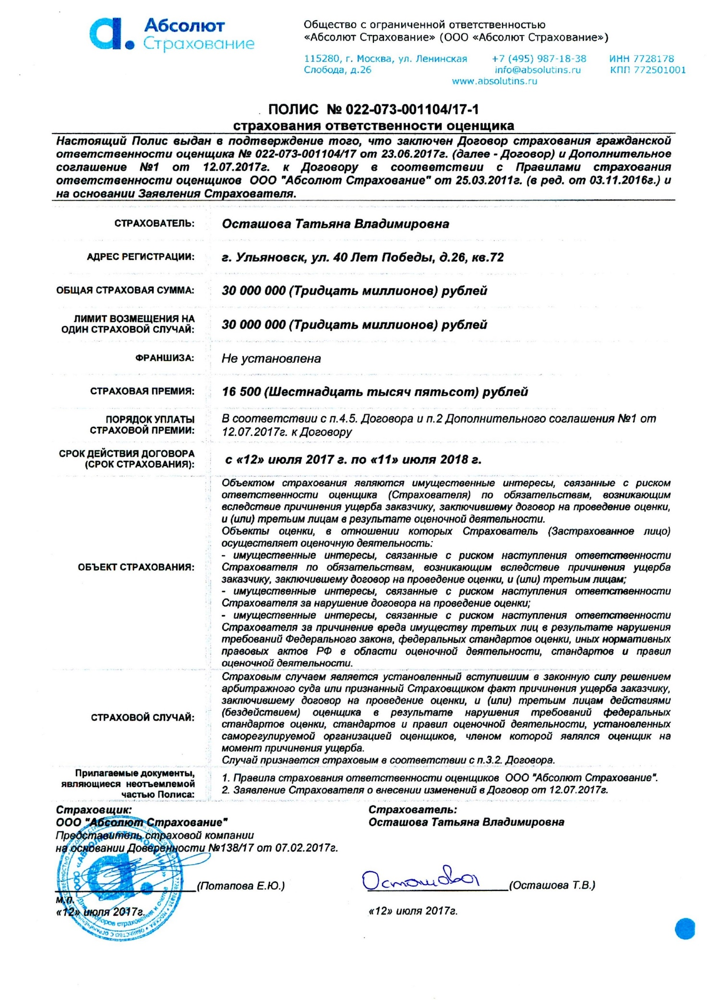 Абсолют
Страхование
Общество с ограниченной ответственностью
«Абсолют Страхование» (ООО «Абсолют Страхование»)
115280, г. Москва, ул. Ленинская
Слобода, д.26
+7 (495) 987-18-38
info@absolutins.ru
www.absolutins.ru
ИНН 7728178
КПП 772501001
ПОЛИС № 022-073-001104/17-1
страхования ответственности оценщика
Настоящий Полис выдан в подтверждение того, что заключен Договор страхования гражданской
ответственности оценщика № 022-073-001104/17 от 23.06.2017г. (далее - Договор) и Дополнительное
соглашение №1 от 12.07.2017г. к Договору в соответствии с Правилами страхования
ответственности оценщиков ООО "Абсолют Страхование" от 25.03.2011г. (в ред. от 03.11.2016г.) и
на основании Заявления Страхователя.
СТРАХОВАТЕЛЬ:
Осташова Татьяна Владимировна
АДРЕС РЕГИСТРАЦИИ:
г. Ульяновск, ул. 40 Лет Победы, д.26, кв.72
ОБЩАЯ СТРАХОВАЯ СУММА:
30 000 000 (Тридцать миллионов) рублей
ЛИМИТ ВОЗМЕЩЕНИЯ НА
ОДИН СТРАХОВОЙ СЛУЧАЙ:
30 000 000 (Тридцать миллионов) рублей
ФРАНШИЗА:
Не установлена
СТРАХОВАЯ ПРЕМИЯ:
16 500 (Шестнадцать тысяч пятьсот) рублей
ПОРЯДОК УПЛАТЫ
СТРАХОВОЙ ПРЕМИИ:
В соответствии с п.4.5. Договора и п.2 Дополнительного соглашения №1 от
12.07.2017г. к Договору
СРОК ДЕЙСТВИЯ ДОГОВОРА
(СРОК СТРАХОВАНИЯ):
с «12» июля 2017 г. по «11» июля 2018 г.
ОБЪЕКТ СТРАХОВАНИЯ:
Объектом страхования являются имущественные интересы, связанные с риском
ответственности оценщика (Страхователя) по обязательствам, возникающим
вследствие причинения ущерба заказчику, заключившему договор на проведение оценки,
и (или) третьим лицам в результате оценочной деятельности.
Объекты оценки, в отношении которых Страхователь (Застрахованное лицо)
осуществляет оценочную деятельность:
- имущественные интересы, связанные с риском наступления ответственности
Страхователя по обязательствам, возникающим вследствие причинения ущерба
заказчику, заключившему договор на проведение оценки, и (или) третьим лицам;
- имущественные интересы, связанные с риском наступления ответственности
Страхователя за нарушение договора на проведение оценки;
- имущественные интересы, связанные с риском наступления ответственности
Страхователя за причинение вреда имуществу третьих лиц в результате нарушения
требований Федерального закона, федеральных стандартов оценки, иных нормативных
правовых актов РФ в области оценочной деятельности, стандартов и правил
оценочной деятельности.
СТРАХОВОЙ СЛУЧАЙ:
Страховым случаем является установленный вступившим в законную силу решением
арбитражного суда или признанный Страховщиком факт причинения ущерба заказчику,
заключившему договор на проведение оценки, и (или) третьим лицам действиями
(бездействием) оценщика в результате нарушения требований федеральных
стандартов оценки, стандартов и правил оценочной деятельности, установленных
саморегулируемой организацией оценщиков, членом которой являлся оценщик на
момент причинения ущерба.
Случай признается страховым в соответствии с п.3.2. Договора.
Прилагаемые документы,
являющиеся неотъемлемой
частью Полиса:
1. Правила страхования ответственности оценщиков ООО "Абсолют Страхование".
2. Заявление Страхователя о внесении изменений в Договор от 12.07.2017г.
Страховщик:
ООО "Абсолют Страхование"
Представитель страховой компании
на основании Доверенности №138/17 от 07.02.2017г.
(Потапова Е.Ю.)
м.п.
«12» июля 2017г.
Страхователь:
Осташова Татьяна Владимировна
Осташова
(Осташова Т.В.)
«12» июля 2017г.
ООО «АБСОЛЮТ СТРАХОВАНИЕ»
Для договоров страхования и счетов